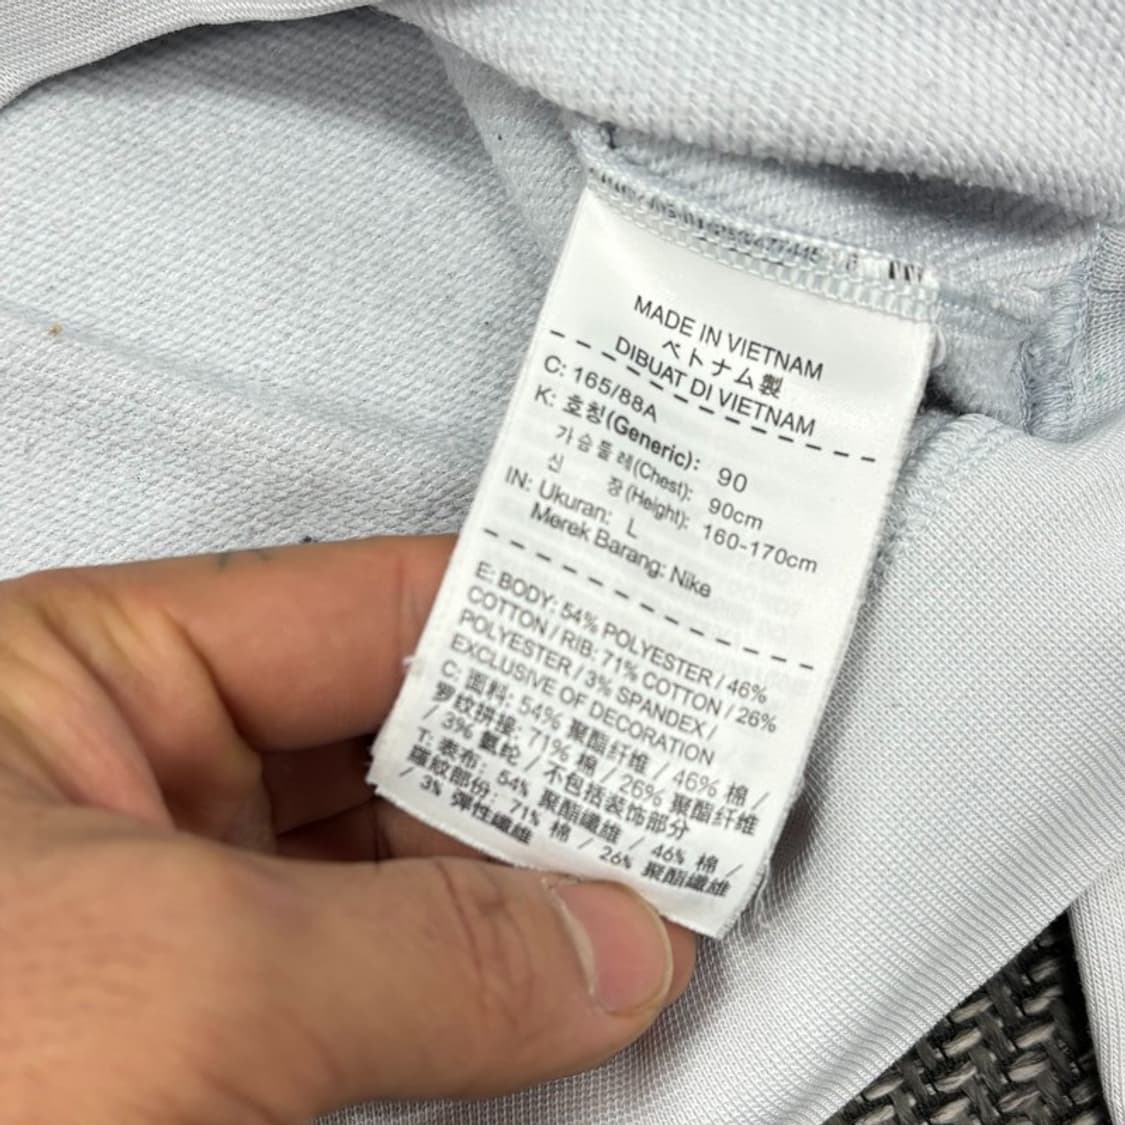 MADE IN VIETNAM
ベトナム製
DIBUAT DI VIETNAM
C: 165/88A
K: 호칭(Generic): 90
가슴둘레(Chest): 90cm
신 장(Height): 160-170cm
IN: Ukuran: L
Merek Barang: Nike
E: BODY: 54% POLYESTER / 46%
COTTON / RIB: 71% COTTON / 26%
POLYESTER / 3% SPANDEX /
EXCLUSIVE OF DECORATION
C: 面料: 54% 聚酯纤维 / 46% 棉 /
罗纹拼接: 71% 棉 / 26% 聚酯纤维
/ 3% 氨纶 / 不包括装饰部分
T: 表布: 54% 聚酯纖維 / 46% 棉 /
羅紋部份: 71% 棉 / 26% 聚酯纖維
/ 3% 彈性纖維